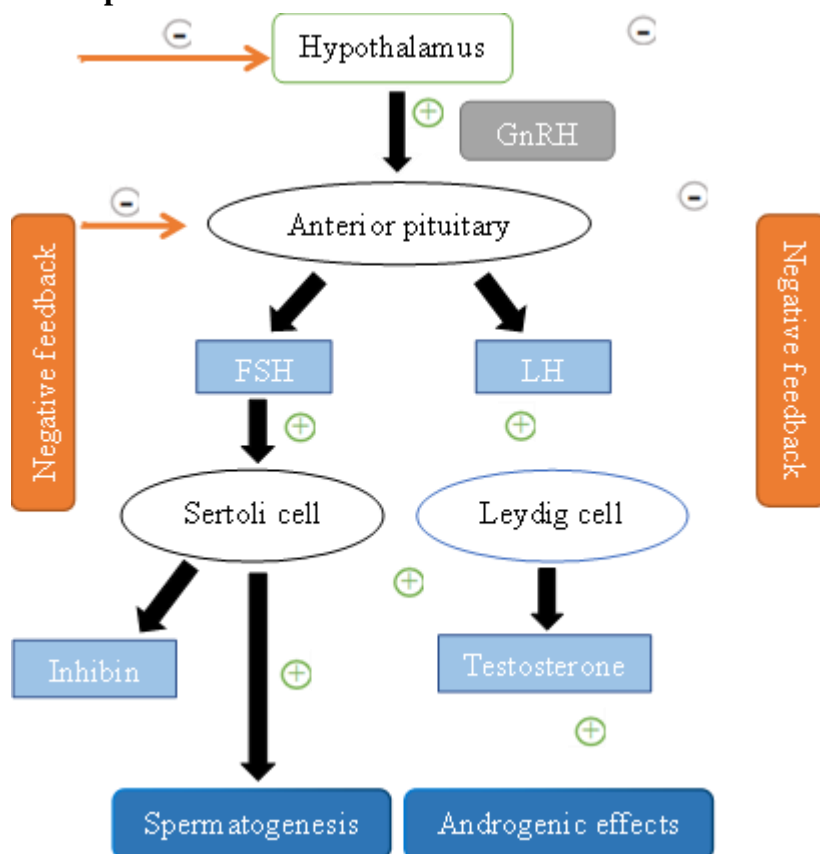 Hypothalamus
GnRH
Anterior pituitary
Negative feedback
Negative feedback
FSH
LH
Sertoli cell
Leydig cell
Inhibin
Testosterone
Spermatogenesis
Androgenic effects